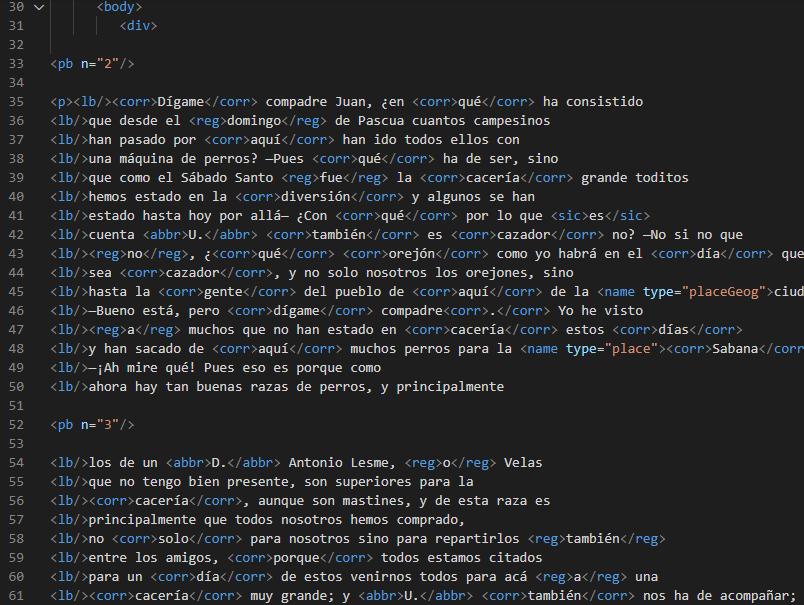 30 <body>
31 <div>
32
33 <pb n="2"/>
34
35 <p><lb/><corr>Dígame</corr> compadre Juan, ¿en <corr>qué</corr> ha consistido
36 <lb/>que desde el <reg>domingo</reg> de Pascua cuantos campesinos
37 <lb/>han pasado por <corr>aquí</corr> han ido todos ellos con
38 <lb/>una máquina de perros? —Pues <corr>qué</corr> ha de ser, sino
39 <lb/>que como el Sábado Santo <reg>fue</reg> la <corr>cacería</corr> grande toditos
40 <lb/>hemos estado en la <corr>diversión</corr> y algunos se han
41 <lb/>estado hasta hoy por allá— ¿Con <corr>qué</corr> por lo que <sic>es</sic>
42 <lb/>cuenta <abbr>U.</abbr> <corr>también</corr> es <corr>cazador</corr> no? —No si no que
43 <lb/><reg>no</reg>, ¿<corr>qué</corr> <corr>orejón</corr> como yo habrá en el <corr>día</corr> que
44 <lb/>sea <corr>cazador</corr>, y no solo nosotros los orejones, sino
45 <lb/>hasta la <corr>gente</corr> del pueblo de <corr>aquí</corr> de la <name type="placeGeog">ciud
46 <lb/>—Bueno está, pero <corr>dígame</corr> compadre<corr>.</corr> Yo he visto
47 <lb/><reg>a</reg> muchos que no han estado en <corr>cacería</corr> estos <corr>días</corr>
48 <lb/>y han sacado de <corr>aquí</corr> muchos perros para la <name type="place"><corr>Sabana</corr
49 <lb/>—¡Ah mire qué! Pues eso es porque como
50 <lb/>ahora hay tan buenas razas de perros, y principalmente
51
52 <pb n="3"/>
53
54 <lb/>los de un <abbr>D.</abbr> Antonio Lesme, <reg>o</reg> Velas
55 <lb/>que no tengo bien presente, son superiores para la
56 <lb/><corr>cacería</corr>, aunque son mastines, y de esta raza es
57 <lb/>principalmente que todos nosotros hemos comprado,
58 <lb/>no <corr>solo</corr> para nosotros sino para repartirlos <reg>también</reg>
59 <lb/>entre los amigos, <corr>porque</corr> todos estamos citados
60 <lb/>para un <corr>día</corr> de estos venirnos todos para acá <reg>a</reg> una
61 <lb/><corr>cacería</corr> muy grande; y <abbr>U.</abbr> <corr>también</corr> nos ha de acompañar;